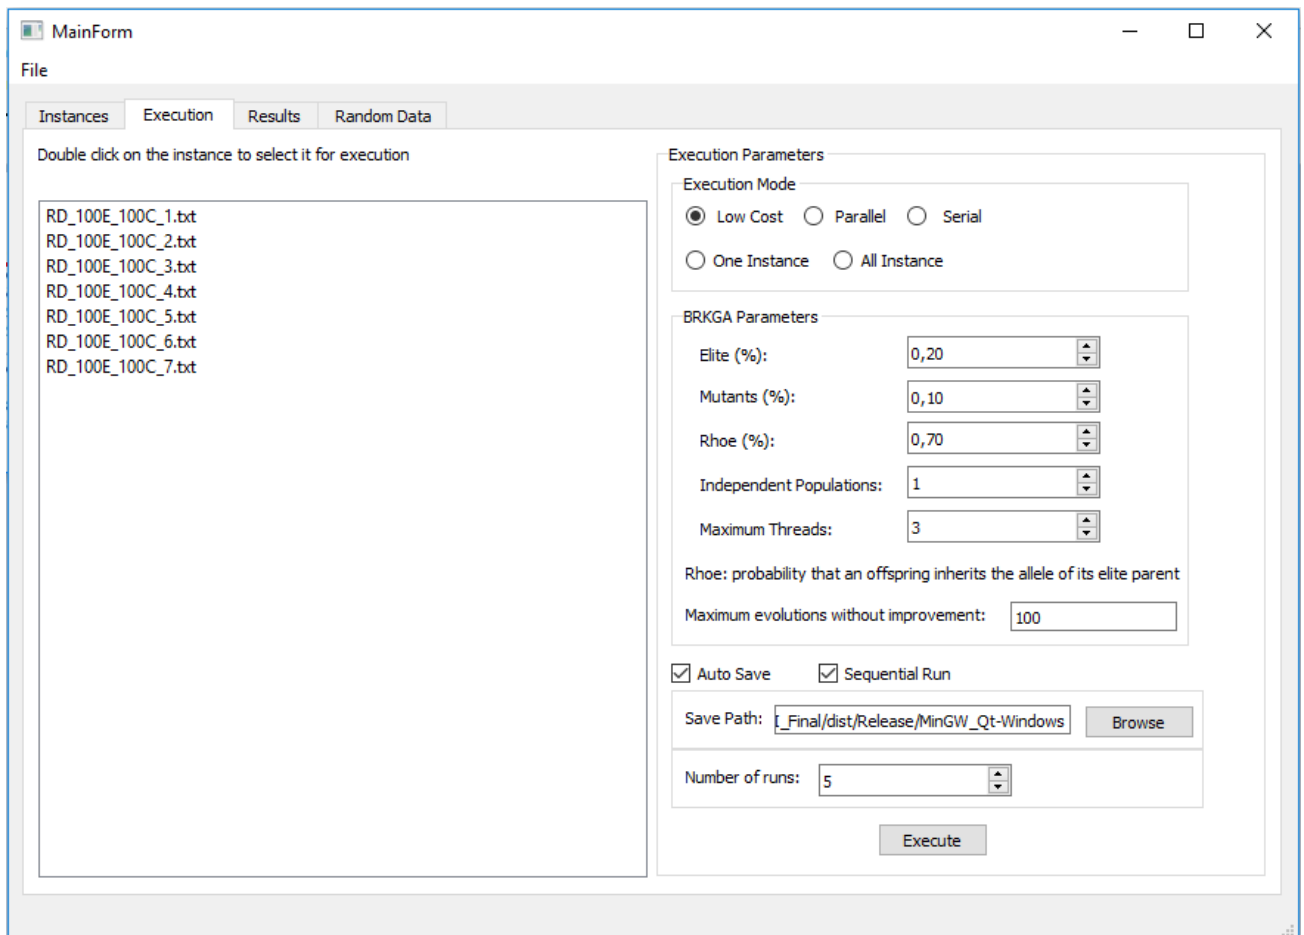 MainForm
File
Instances Execution Results Random Data
Double click on the instance to select it for execution
RD_100E_100C_1.txt
RD_100E_100C_2.txt
RD_100E_100C_3.txt
RD_100E_100C_4.txt
RD_100E_100C_5.txt
RD_100E_100C_6.txt
RD_100E_100C_7.txt
Execution Parameters
Execution Mode
Low Cost Parallel Serial
One Instance All Instance
BRKGA Parameters
Elite (%): 0,20
Mutants (%): 0,10
Rhoe (%): 0,70
Independent Populations: 1
Maximum Threads: 3
Rhoe: probability that an offspring inherits the allele of its elite parent
Maximum evolutions without improvement: 100
Auto Save Sequential Run
Save Path: I_Final/dist/Release/MinGW_Qt-Windows Browse
Number of runs: 5
Execute